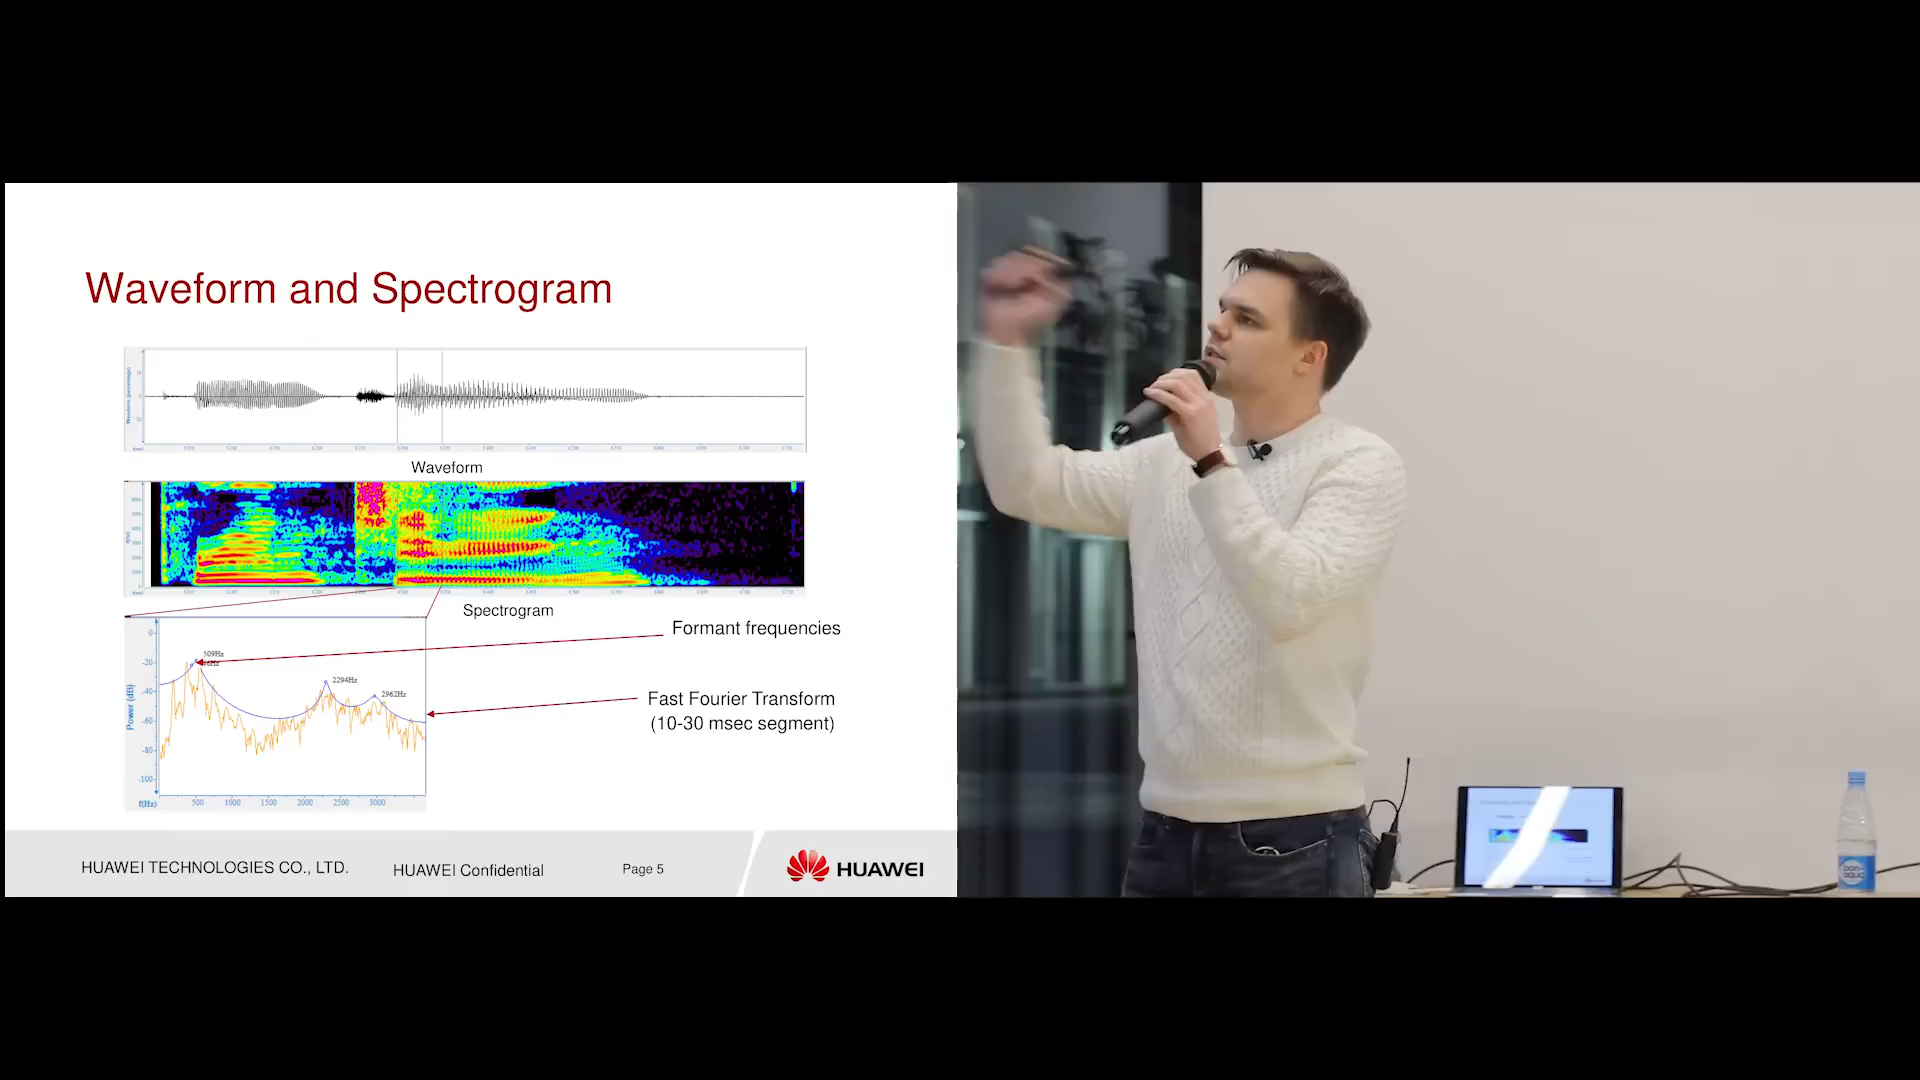 Waveform and Spectrogram
Waveform
Spectrogram
Formant frequencies
0
-20
-40
-60
-80
-100
Power (dB)
509Hz
2294Hz
2962Hz
f(Hz)
500
1000
1500
2000
2500
3000
Fast Fourier Transform
(10-30 msec segment)
HUAWEI TECHNOLOGIES CO., LTD.
HUAWEI Confidential
Page 5
HUAWEI